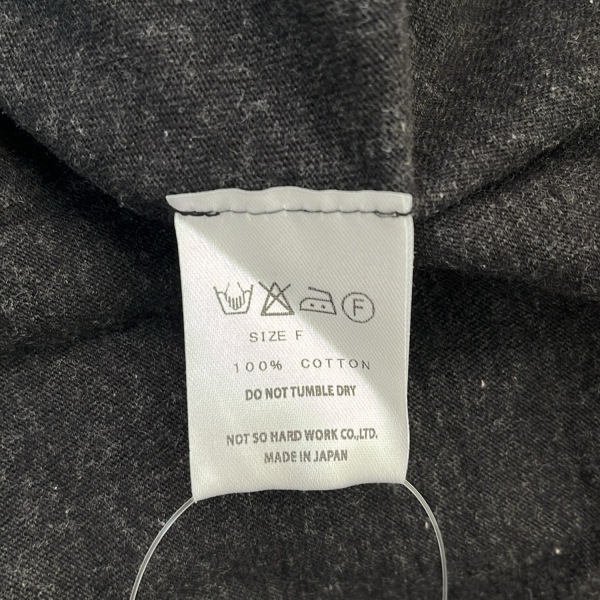 F
SIZE F
100% COTTON
DO NOT TUMBLE DRY
NOT SO HARD WORK CO.,LTD.
MADE IN JAPAN